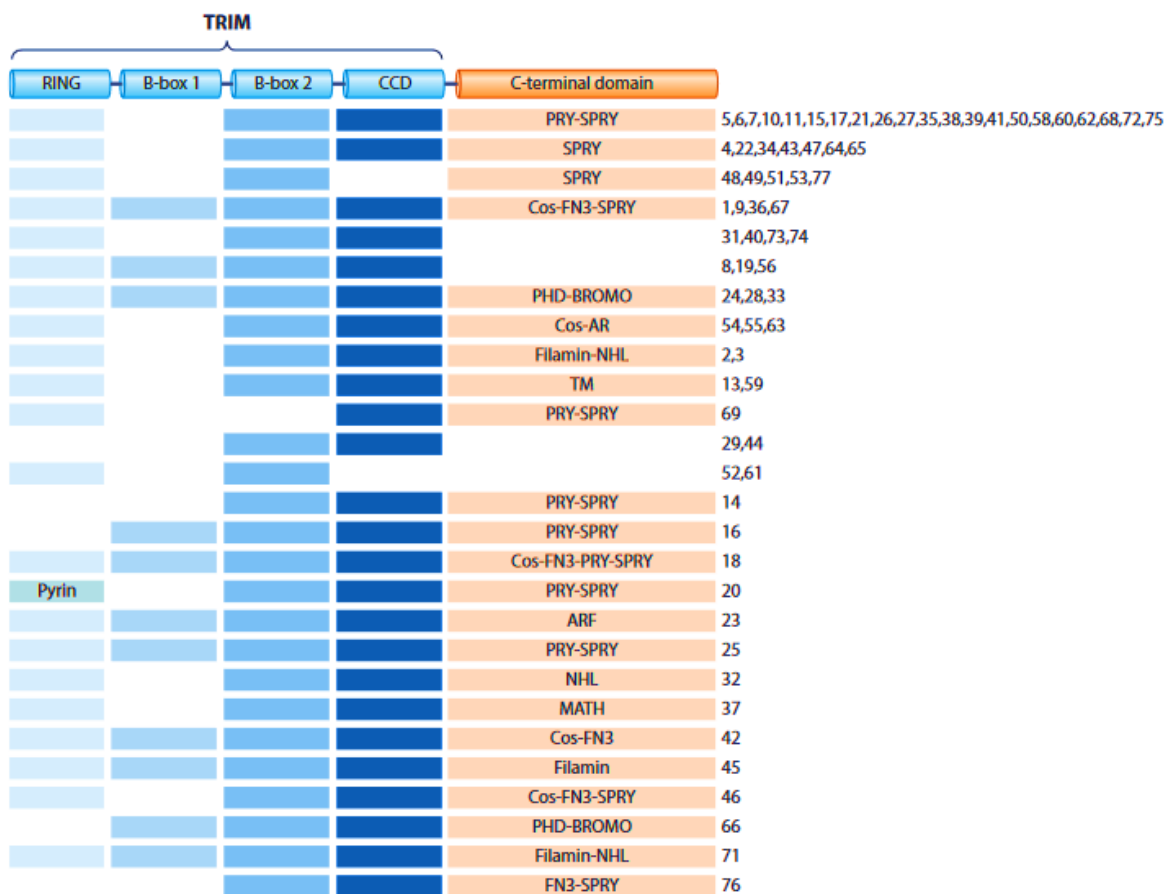 TRIM
RING B-box 1 B-box 2 CCD C-terminal domain
PRY-SPRY 5,6,7,10,11,15,17,21,26,27,35,38,39,41,50,58,60,62,68,72,75
SPRY 4,22,34,43,47,64,65
SPRY 48,49,51,53,77
Cos-FN3-SPRY 1,9,36,67
31,40,73,74
8,19,56
PHD-BROMO 24,28,33
Cos-AR 54,55,63
Filamin-NHL 2,3
TM 13,59
PRY-SPRY 69
29,44
52,61
PRY-SPRY 14
PRY-SPRY 16
Cos-FN3-PRY-SPRY 18
Pyrin PRY-SPRY 20
ARF 23
PRY-SPRY 25
NHL 32
MATH 37
Cos-FN3 42
Filamin 45
Cos-FN3-SPRY 46
PHD-BROMO 66
Filamin-NHL 71
FN3-SPRY 76